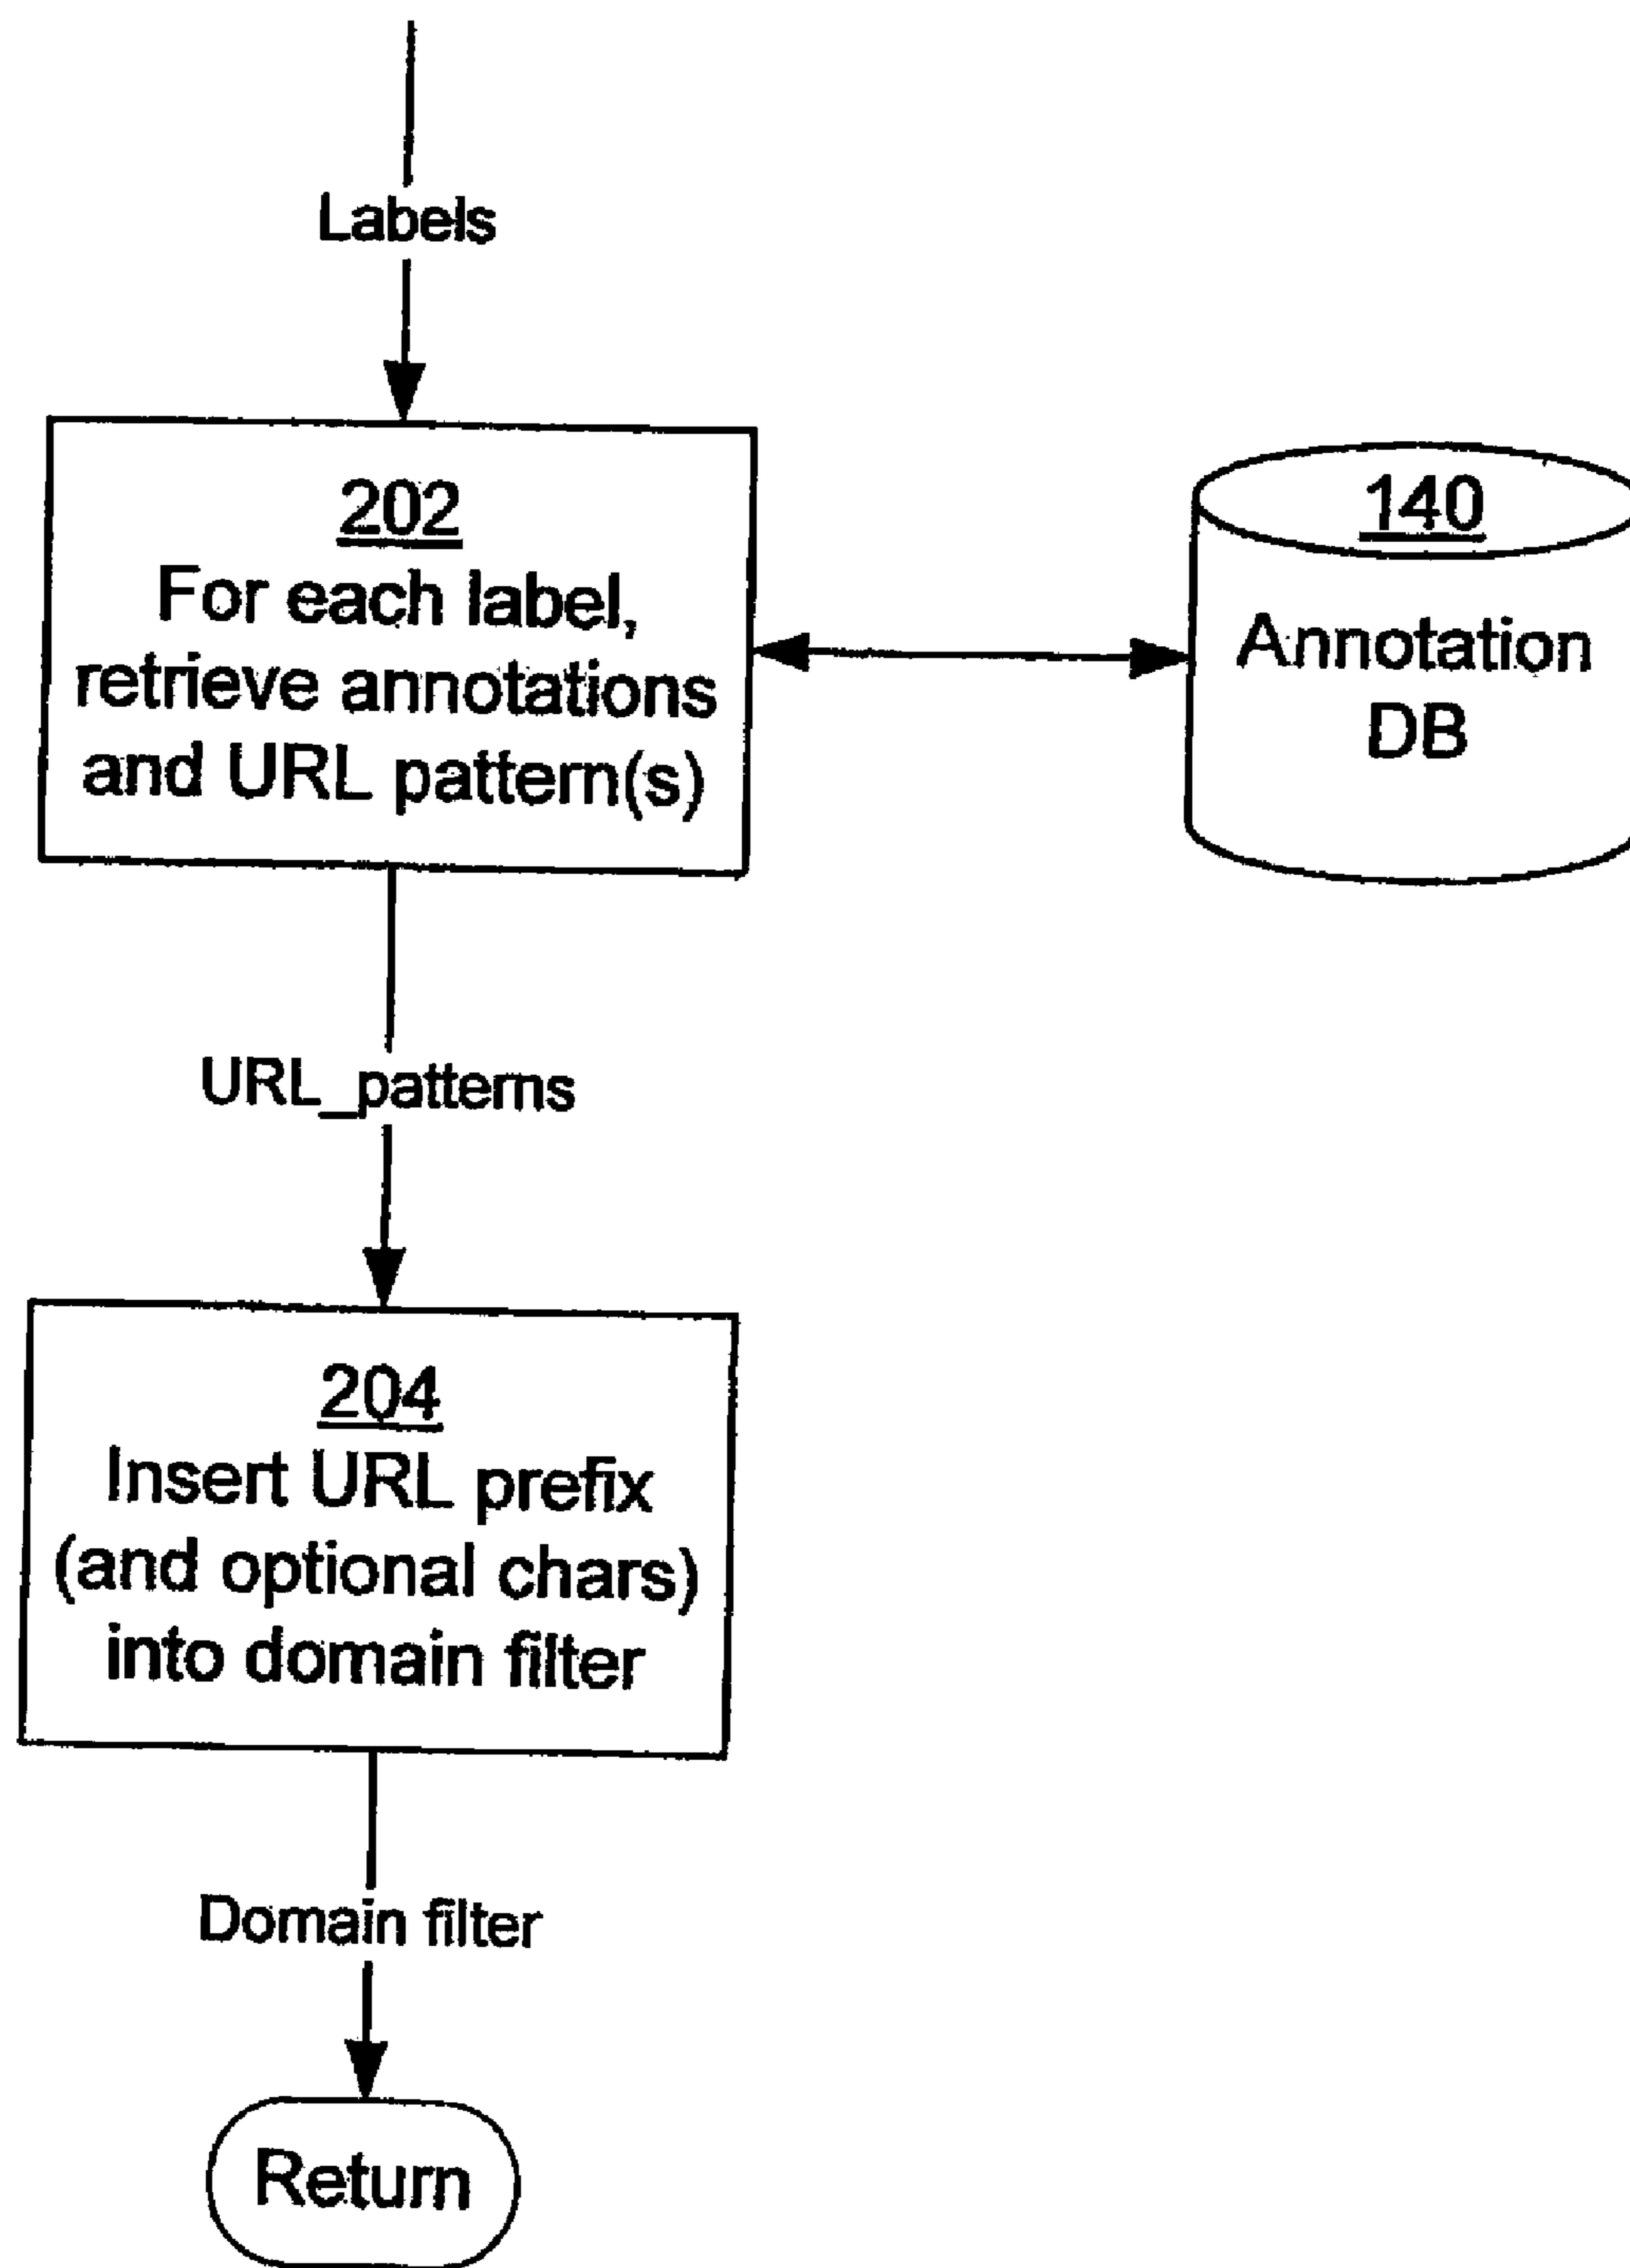 Labels
202
For each label,
retrieve annotations
and URL pattern(s)
140
Annotation
DB
URL_patterns
204
Insert URL prefix
(and optional chars)
into domain filter
Domain filter
Return